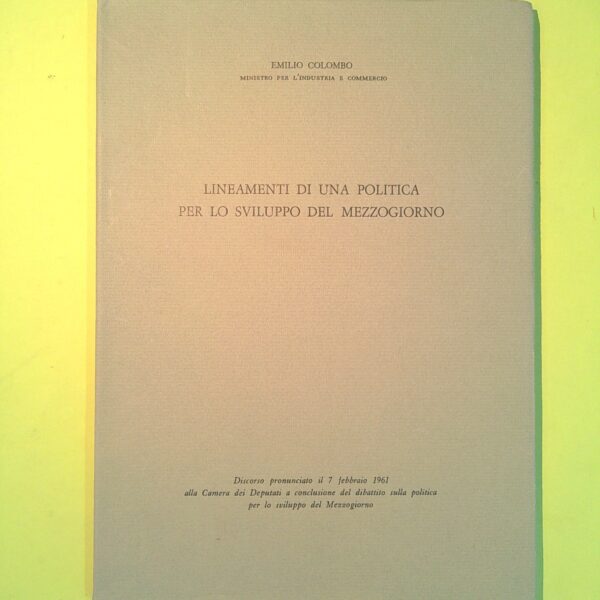 EMILIO COLOMBO
MINISTRO PER L'INDUSTRIA E COMMERCIO
LINEAMENTI DI UNA POLITICA
PER LO SVILUPPO DEL MEZZOGIORNO
Discorso pronunciato il 7 febbraio 1961
alla Camera dei Deputati a conclusione del dibattito sulla politica
per lo sviluppo del Mezzogiorno